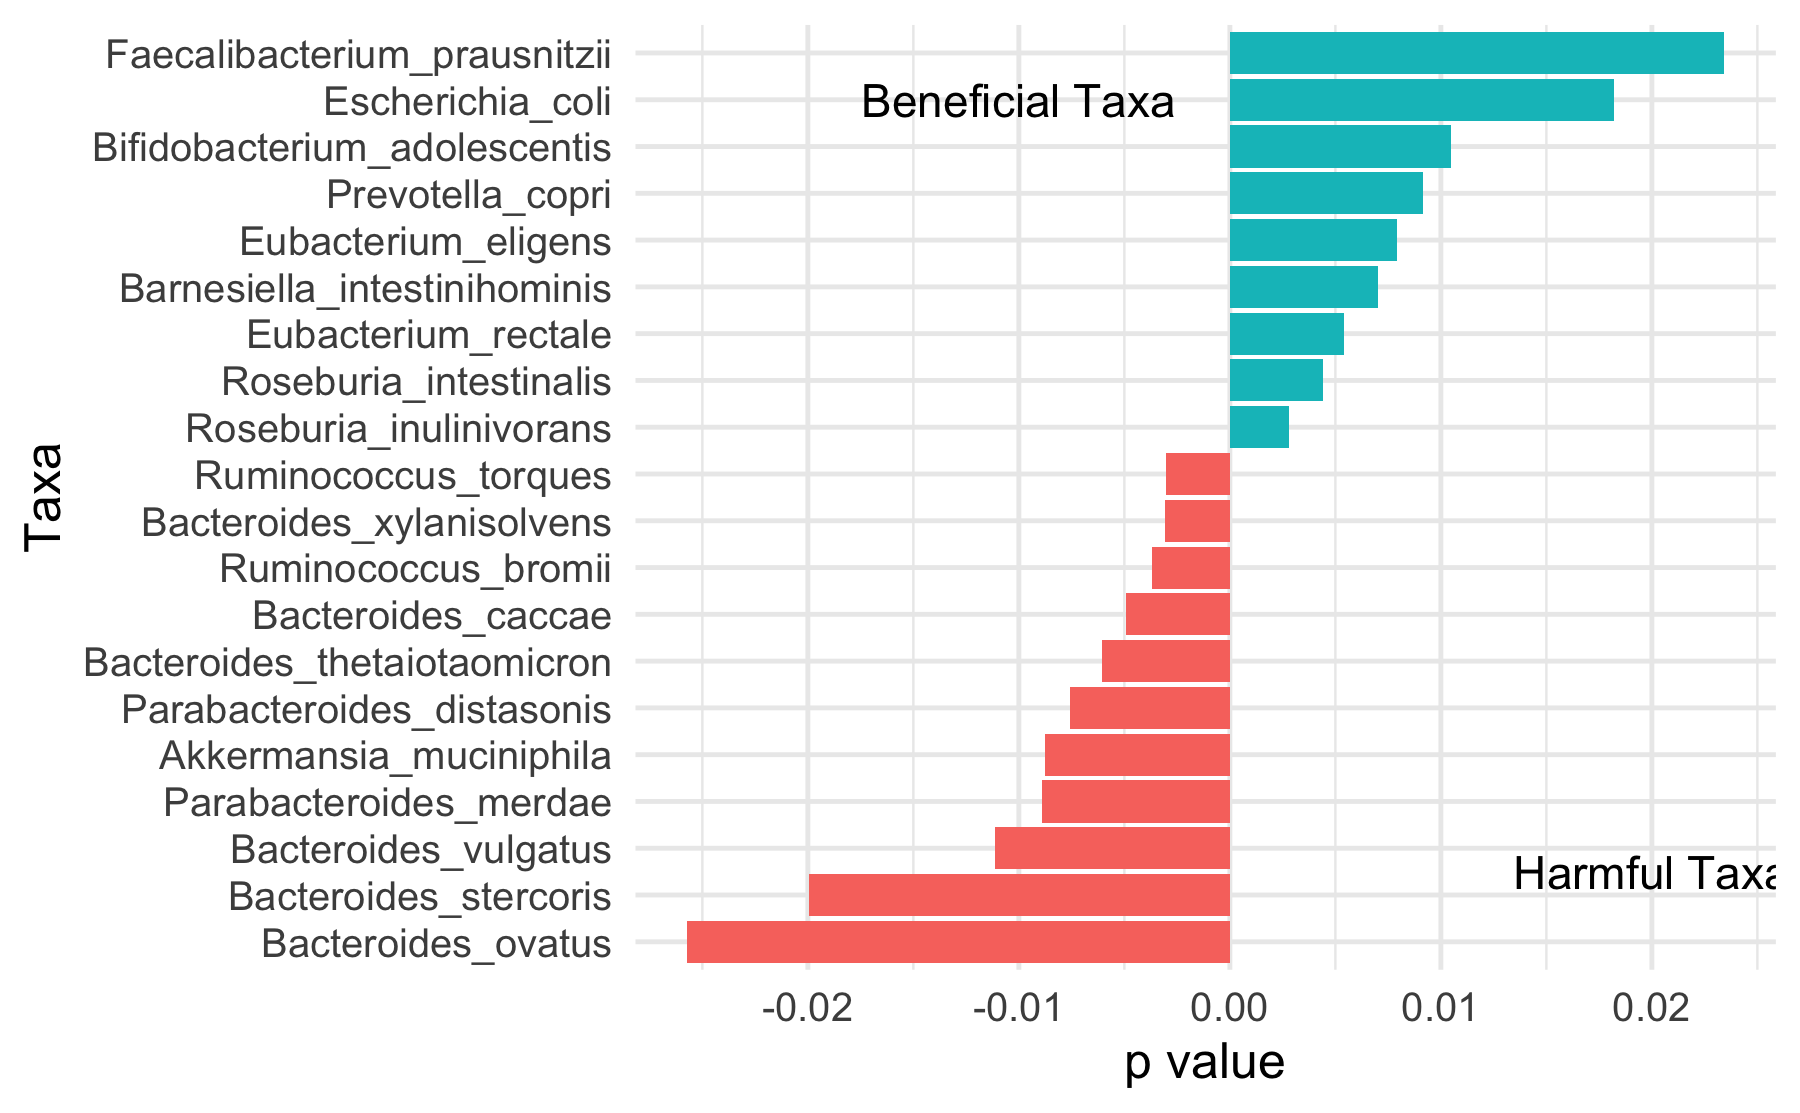 Faecalibacterium_prausnitzii
Escherichia_coli
Beneficial Taxa
Bifidobacterium_adolescentis
Prevotella_copri
Eubacterium_eligens
Barnesiella_intestinihominis
Eubacterium_rectale
Roseburia_intestinalis
Roseburia_inulinivorans
Ruminococcus_torques
Bacteroides_xylanisolvens
Ruminococcus_bromii
Bacteroides_caccae
Bacteroides_thetaiotaomicron
Parabacteroides_distasonis
Akkermansia_muciniphila
Parabacteroides_merdae
Bacteroides_vulgatus
Harmful Taxa
Bacteroides_stercoris
Bacteroides_ovatus
Taxa
-0.02 -0.01 0.00 0.01 0.02
p value